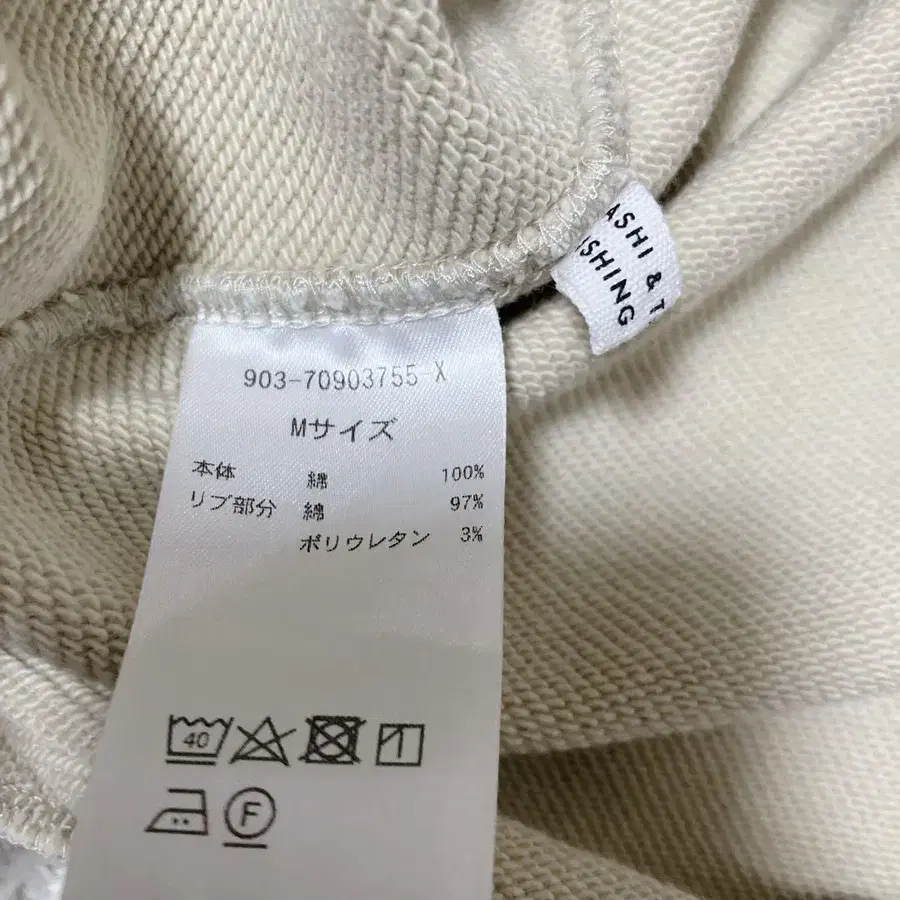 ASHI & T
SHING
903-70903755-X
Mサイズ
本体 綿 100%
リブ部分 綿 97%
ポリウレタン 3%
40
F